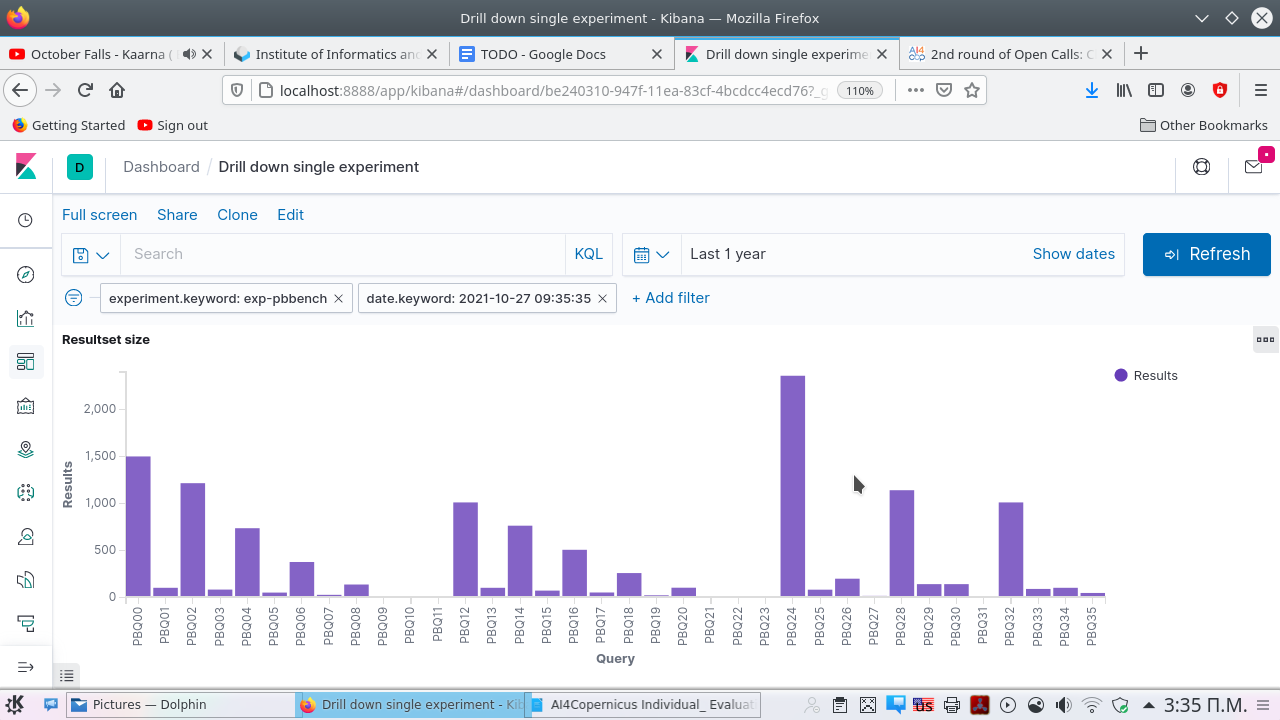 Drill down single experiment - Kibana — Mozilla Firefox
October Falls - Kaarna (
Institute of Informatics and
TODO - Google Docs
Drill down single experime
2nd round of Open Calls: C
localhost:8888/app/kibana#/dashboard/be240310-947f-11ea-83cf-4bcdcc4ecd76?_g
110%
Getting Started
Sign out
Other Bookmarks
D
Dashboard / Drill down single experiment
Full screen
Share
Clone
Edit
Search
KQL
Last 1 year
Show dates
Refresh
experiment.keyword: exp-pbbench
date.keyword: 2021-10-27 09:35:35
+ Add filter
Resultset size
Results
2,000
1,500
1,000
500
0
Results
PBQ00
PBQ01
PBQ02
PBQ03
PBQ04
PBQ05
PBQ06
PBQ07
PBQ08
PBQ09
PBQ10
PBQ11
PBQ12
PBQ13
PBQ14
PBQ15
PBQ16
PBQ17
PBQ18
PBQ19
PBQ20
PBQ21
PBQ22
PBQ23
PBQ24
PBQ25
PBQ26
PBQ27
PBQ28
PBQ29
PBQ30
PBQ31
PBQ32
PBQ33
PBQ34
PBQ35
Query
Pictures — Dolphin
Drill down single experiment - Kib
AI4Copernicus Individual_ Evaluat
us
3:35 Π.Μ.